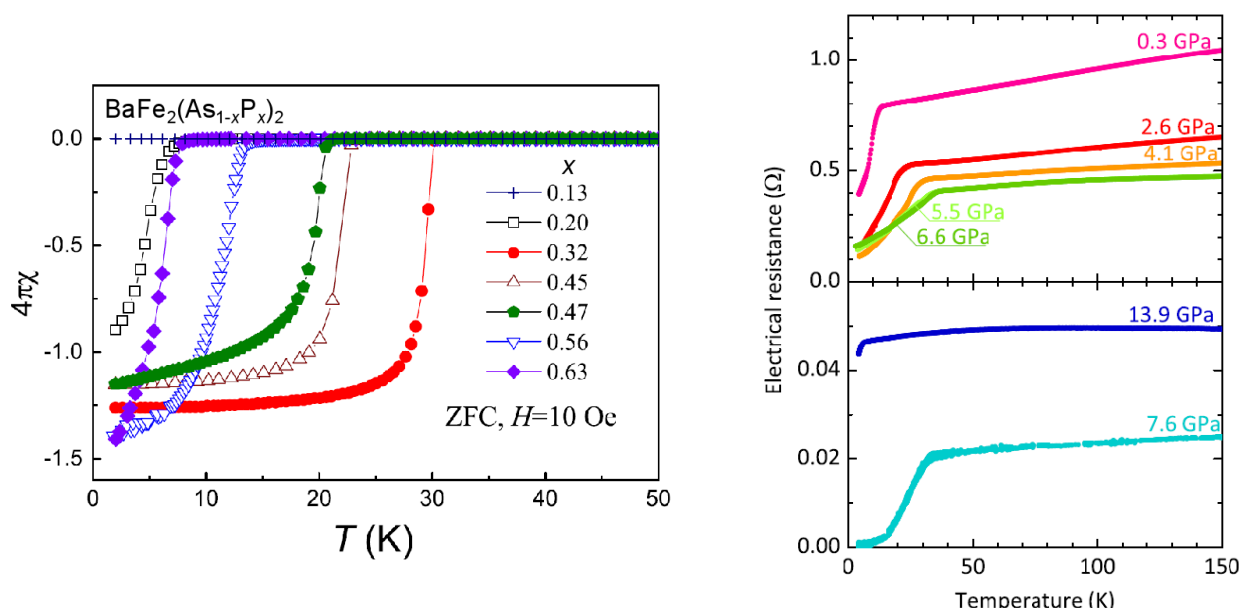 BaFe2(As1-xPx)2
x
0.13
0.20
0.32
0.45
0.47
0.56
0.63
ZFC, H=10 Oe
0.0
-0.5
-1.0
-1.5
4πχ
0 10 20 30 40 50
T (K)
0.3 GPa
2.6 GPa
4.1 GPa
5.5 GPa
6.6 GPa
1.0
0.5
0.0
Electrical resistance (Ω)
13.9 GPa
7.6 GPa
0.04
0.02
0.00
0 50 100 150
Temperature (K)